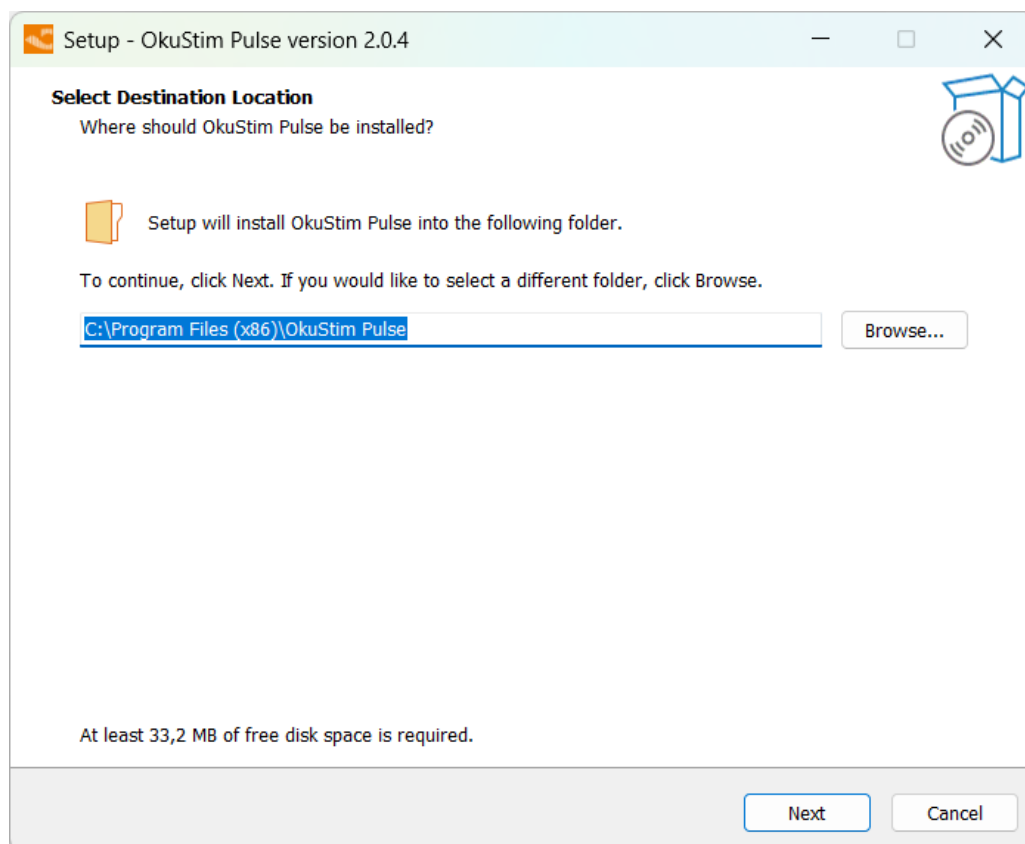 Setup - OkuStim Pulse version 2.0.4
Select Destination Location
Where should OkuStim Pulse be installed?
Setup will install OkuStim Pulse into the following folder.
To continue, click Next. If you would like to select a different folder, click Browse.
C:\Program Files (x86)\OkuStim Pulse
Browse...
At least 33,2 MB of free disk space is required.
Next
Cancel